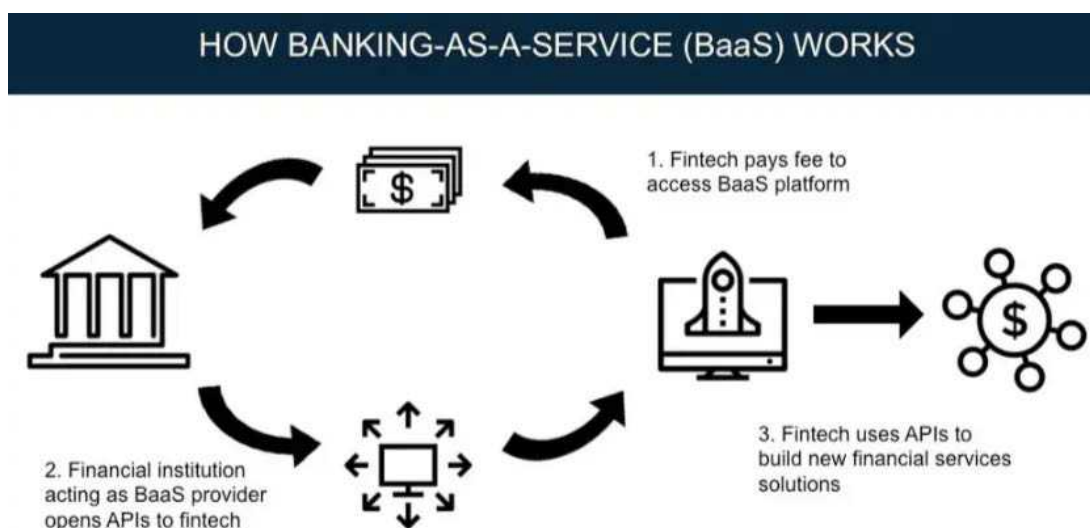 HOW BANKING-AS-A-SERVICE (BaaS) WORKS
$
1. Fintech pays fee to
access BaaS platform
$
2. Financial institution
acting as BaaS provider
opens APIs to fintech
3. Fintech uses APIs to
build new financial services
solutions